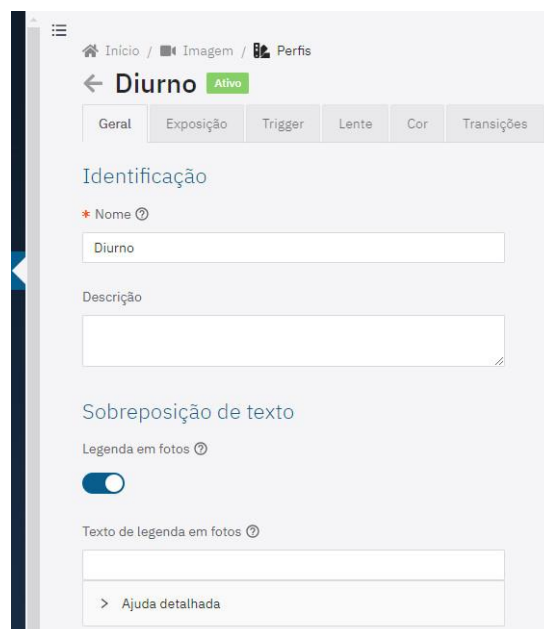 Início / Imagem / Perfis
Diurno Ativo
Geral Exposição Trigger Lente Cor Transições
Identificação
* Nome
Diurno
Descrição
Sobreposição de texto
Legenda em fotos
Texto de legenda em fotos
> Ajuda detalhada